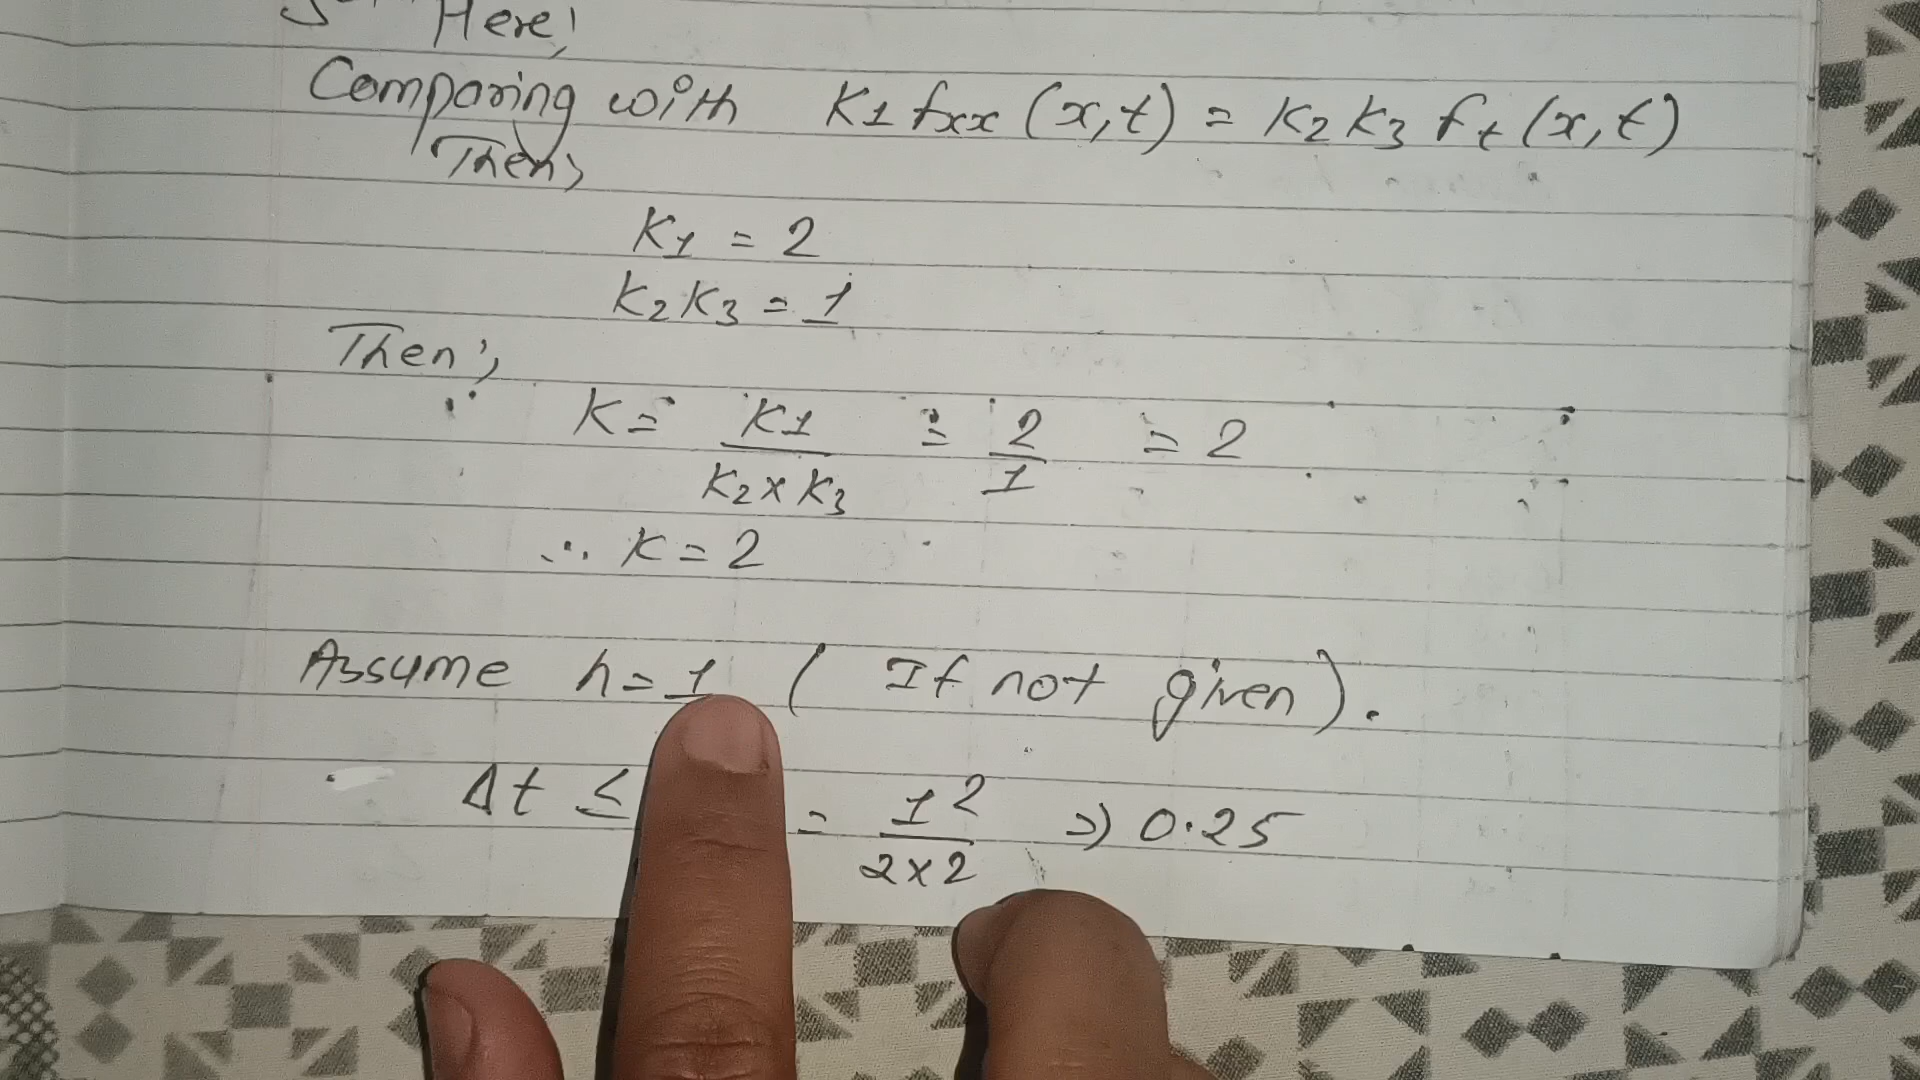 Here,
Comparing with K1 fxx (x,t) = K2 K3 ft (x,t)
Then,
K1 = 2
K2 K3 = 1
Then,
K = K1 / K2 x K3 = 2 / 1 = 2
∴ K = 2
Assume h = 1 ( If not given ).
Δt ≤ = 1² / 2x2 ⇒ 0.25